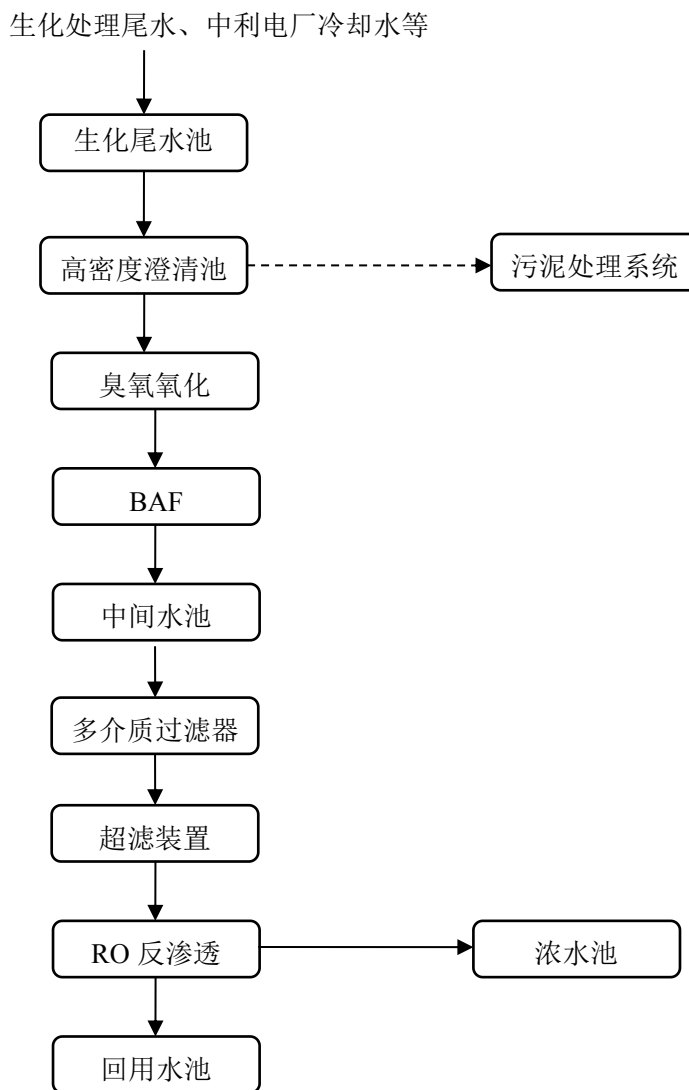 生化处理尾水、中利电厂冷却水等
生化尾水池
高密度澄清池
污泥处理系统
臭氧氧化
BAF
中间水池
多介质过滤器
超滤装置
RO 反渗透
浓水池
回用水池